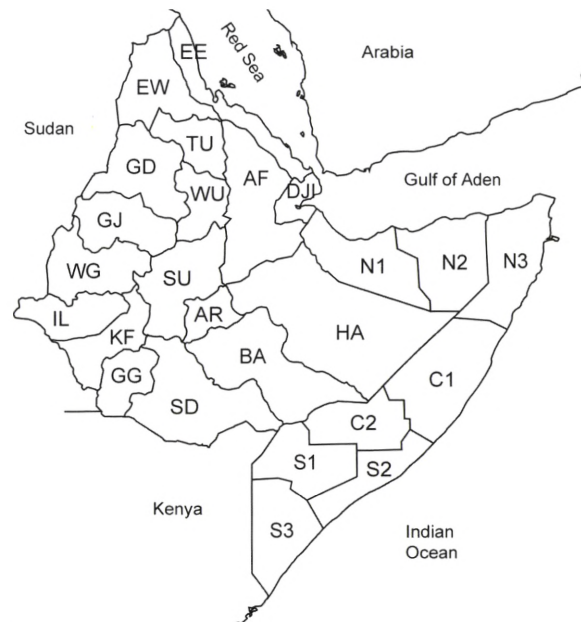 EE
Red Sea
Arabia
EW
Sudan
TU
GD
AF
WU
DJI
Gulf of Aden
GJ
WG
SU
N1
N2
N3
IL
AR
KF
HA
BA
GG
C1
SD
C2
S1
S2
Kenya
S3
Indian
Ocean